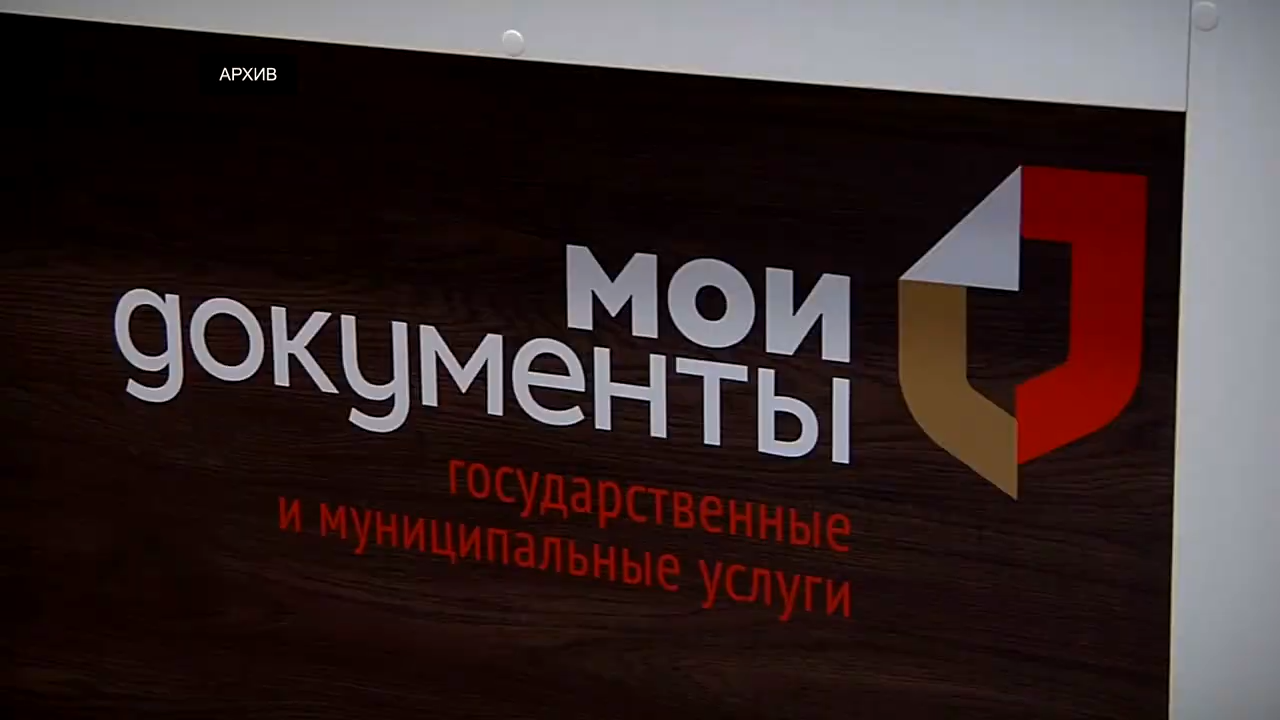 АРХИВ
мои
документы
государственные
и муниципальные услуги